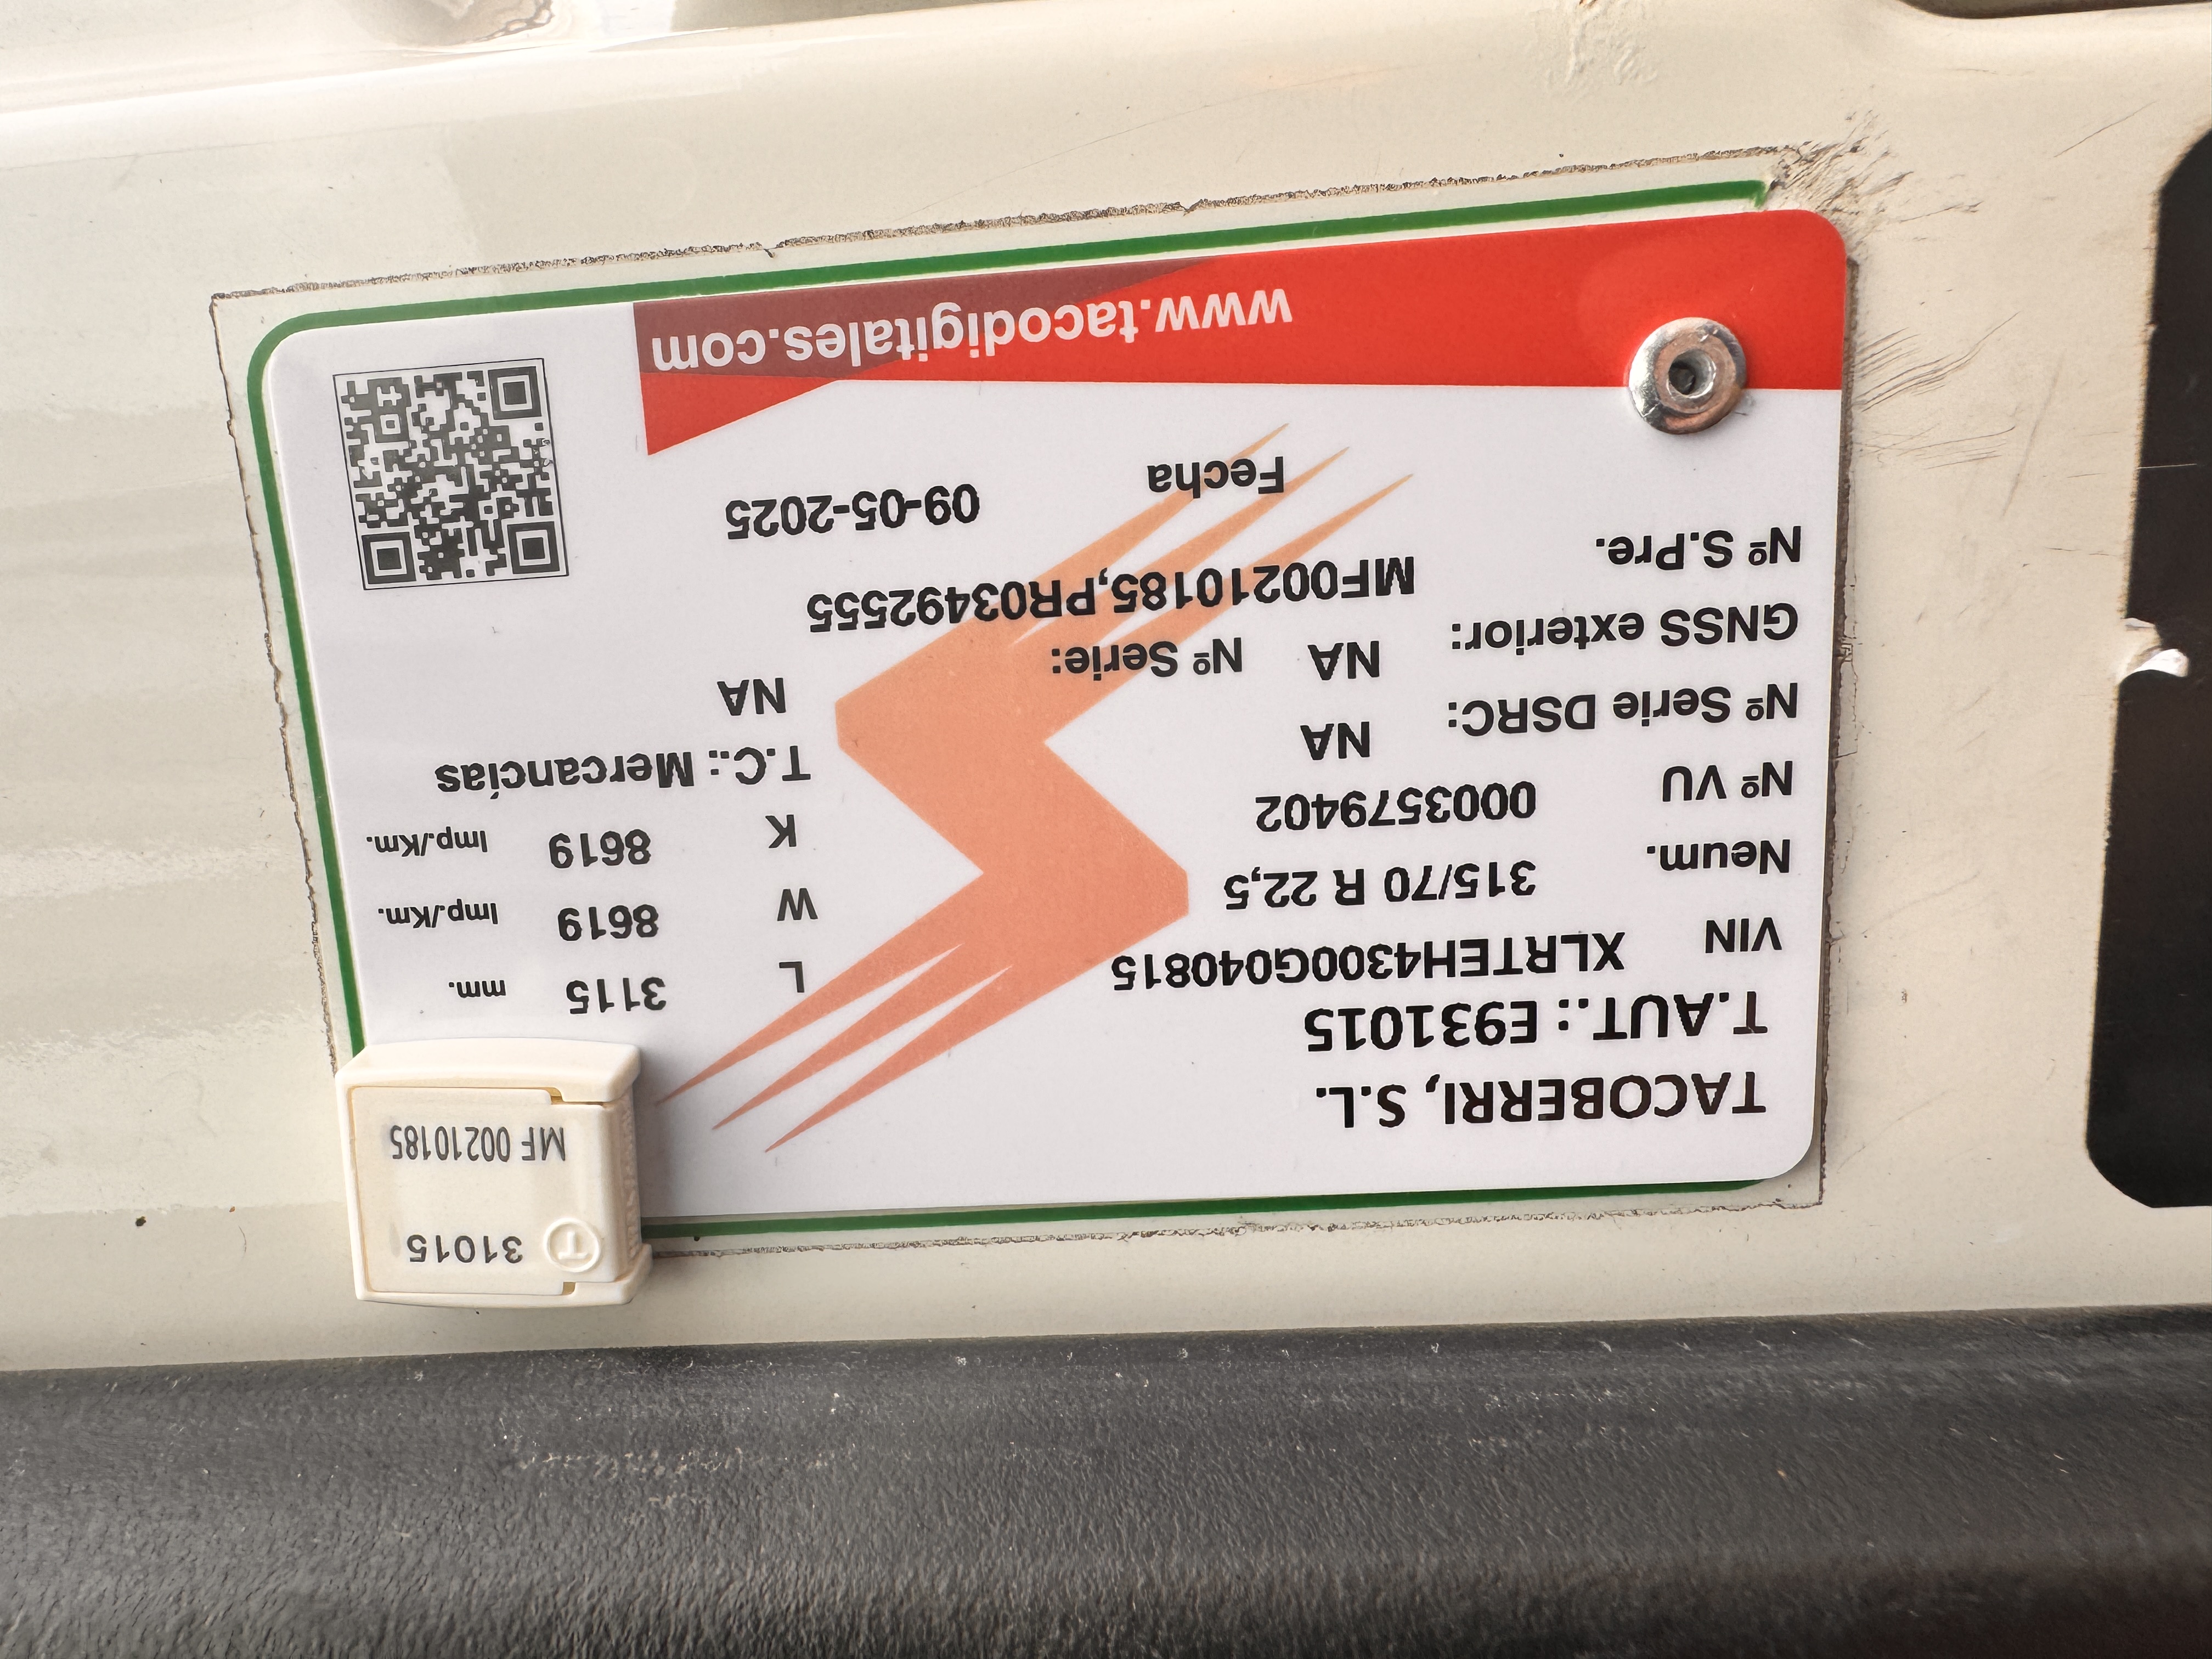 31015
MF 00210185
TACOBERRI, S.L.
T.AUT.: E931015
VIN XLRTEH4300G040815
Neum. 315/70 R 22,5
Nº VU 0003579402
Nº Serie DSRC: NA
GNSS exterior: NA Nº Serie: NA
Nº S.Pre. MF00210185,PR03492555
Fecha 09-05-2025
L 3115 mm.
W 8619 Imp./Km.
K 8619 Imp./Km.
T.C.: Mercancías
www.tacodigitales.com